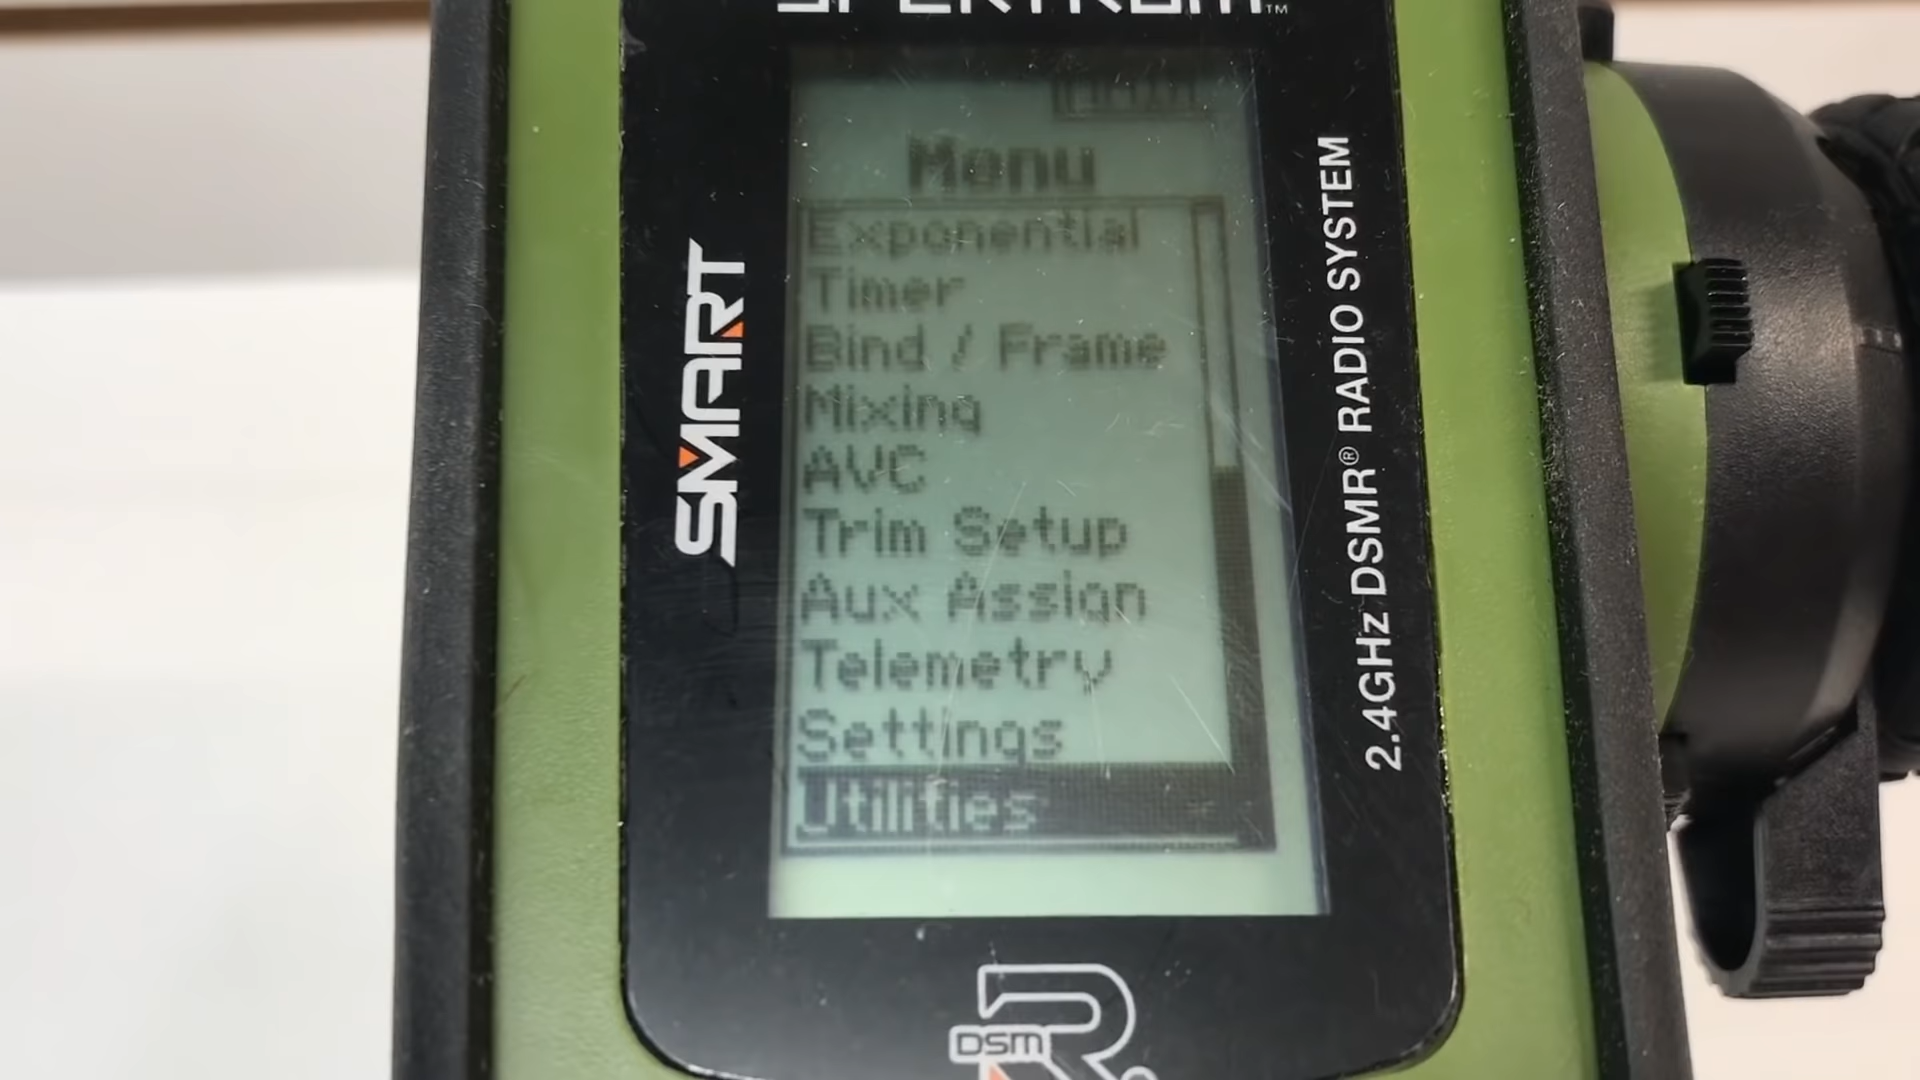 SPEKTRUM™
Menu
Exponential
Timer
Bind / Frame
Mixing
AVC
Trim Setup
Aux Assign
Telemetry
Settings
Utilities
SMART
2.4GHz DSMR® RADIO SYSTEM
DSM
R